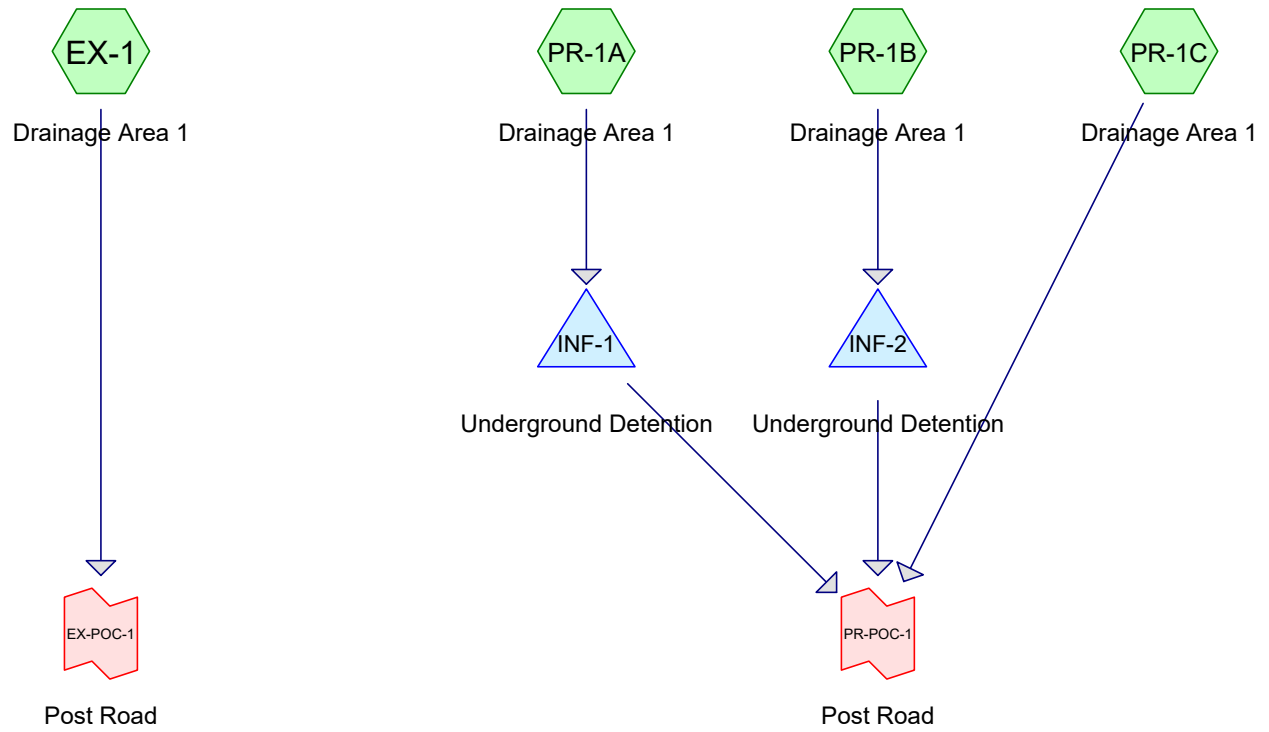 EX-1
PR-1A
PR-1B
PR-1C
Drainage Area 1
Drainage Area 1
Drainage Area 1
Drainage Area 1
INF-1
INF-2
Underground Detention
Underground Detention
EX-POC-1
PR-POC-1
Post Road
Post Road